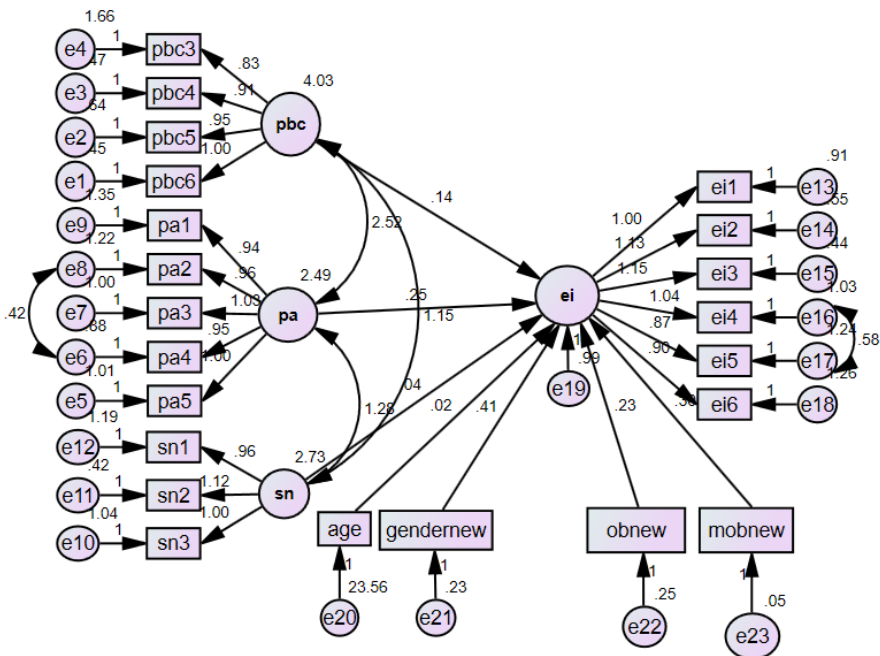 1.66
e4 1 pbc3
.47
.83
4.03
e3 1 pbc4
.64
.91
pbc
e2 1 pbc5
.45
.95
e1 1 pbc6
1.35
1.00
.14
2.52
e9 1 pa1
1.22
.94
2.49
e8 1 pa2
1.00
.96
pa
.25
1.15
.42
e7 1 pa3
.88
1.03
e6 1 pa4
1.01
.95
1.00
e5 1 pa5
1.19
.04
1.28
e12 1 sn1
.42
.96
2.73
e11 1 sn2
1.04
1.12
sn
e10 1 sn3
1.00
ei
1
.99
e19
.02
.41
.23
1.00
1.13
1.15
1.04
.87
.90
.91
ei1 1 e13
.55
ei2 1 e14
.44
ei3 1 e15
1.03
ei4 1 e16
1.24
.58
ei5 1 e17
1.26
ei6 1 e18
age gendernew obnew mobnew
1 1 1 1
23.56 .23 .25 .05
e20 e21 e22 e23